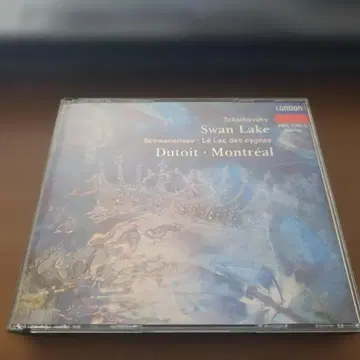 LONDON
Tchaikovsky
Swan Lake
Schwanensee · Le Lac des cygnes
Dutoit · Montréal